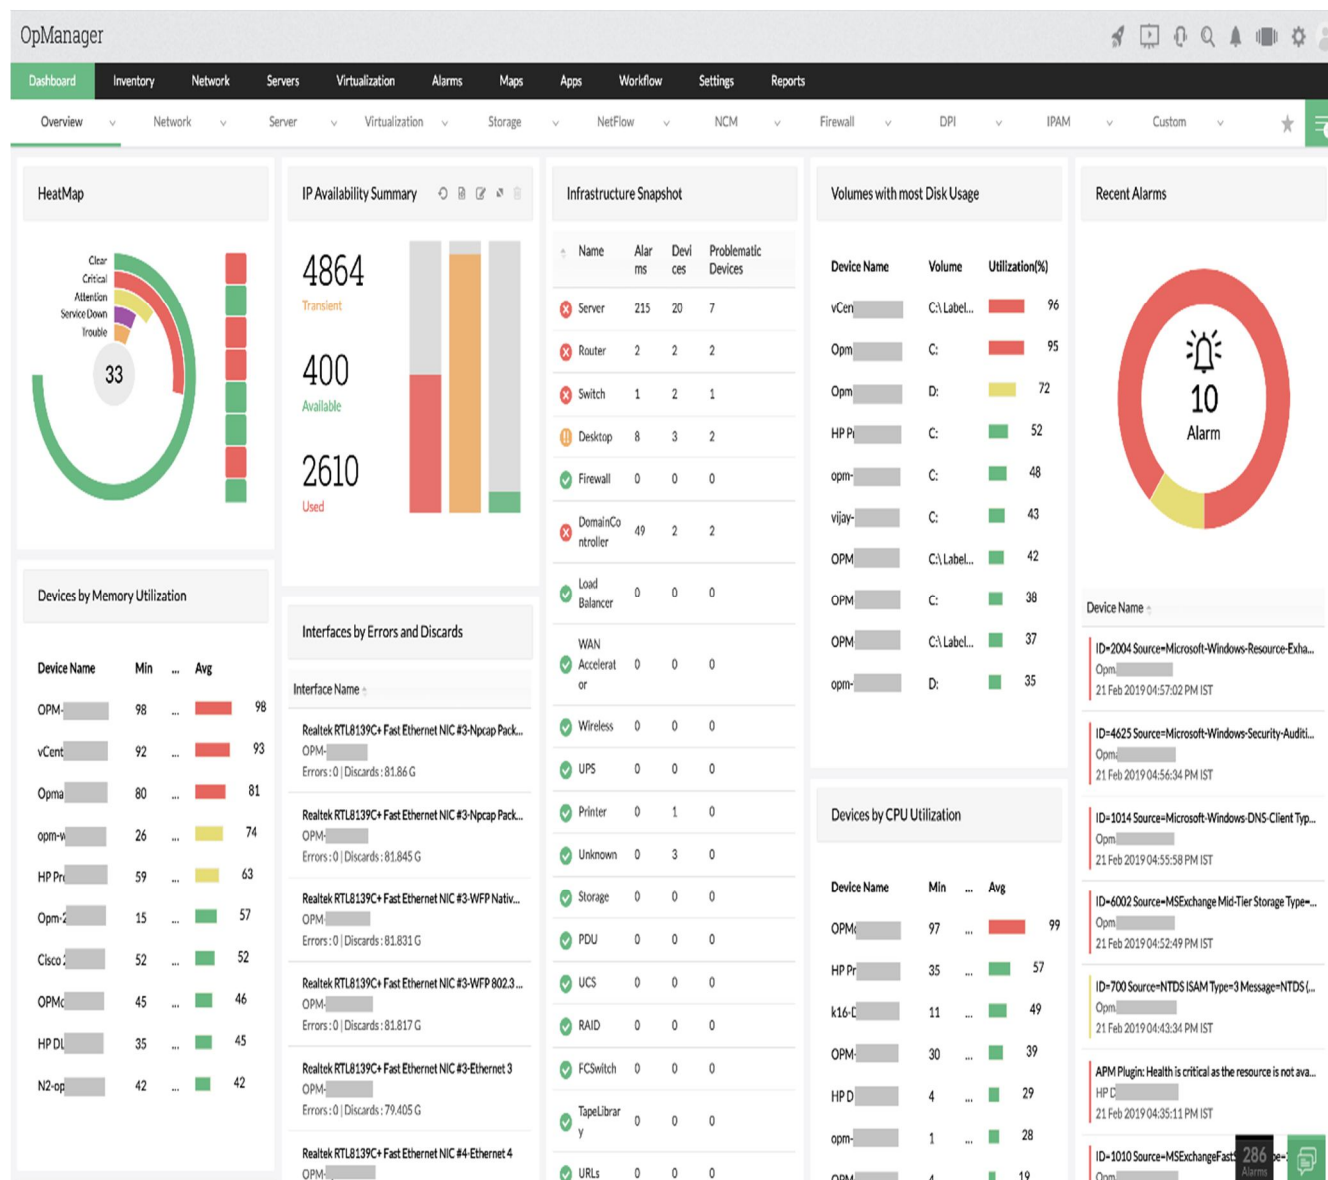 OpManager
Dashboard Inventory Network Servers Virtualization Alarms Maps Apps Workflow Settings Reports
Overview Network Server Virtualization Storage NetFlow NCM Firewall DPI IPAM Custom
HeatMap
Clear
Critical
Attention
Service Down
Trouble
33
Devices by Memory Utilization
Device Name Min ... Avg
OPM- 98 ... 98
vCent 92 ... 93
Opma 80 ... 81
opm-w 26 ... 74
HP Pro 59 ... 63
Opm-2 15 ... 57
Cisco 2 52 ... 52
OPMc 45 ... 46
HP DL 35 ... 45
N2-op 42 ... 42
IP Availability Summary
4864
Transient
400
Available
2610
Used
Interfaces by Errors and Discards
Interface Name
Realtek RTL8139C+ Fast Ethernet NIC #3-Npcap Pack...
OPM-
Errors : 0 | Discards : 81.86 G
Realtek RTL8139C+ Fast Ethernet NIC #3-Npcap Pack...
OPM-
Errors : 0 | Discards : 81.845 G
Realtek RTL8139C+ Fast Ethernet NIC #3-WFP Nativ...
OPM-
Errors : 0 | Discards : 81.831 G
Realtek RTL8139C+ Fast Ethernet NIC #3-WFP 802.3 ...
OPM-
Errors : 0 | Discards : 81.817 G
Realtek RTL8139C+ Fast Ethernet NIC #3-Ethernet 3
OPM-
Errors : 0 | Discards : 79.405 G
Realtek RTL8139C+ Fast Ethernet NIC #4-Ethernet 4
OPM-
Infrastructure Snapshot
Name Alar Devi Problematic
ms ces Devices
Server 215 20 7
Router 2 2 2
Switch 1 2 1
Desktop 8 3 2
Firewall 0 0 0
DomainCo
ntroller 49 2 2
Load
Balancer 0 0 0
WAN
Accelerat 0 0 0
or
Wireless 0 0 0
UPS 0 0 0
Printer 0 1 0
Unknown 0 3 0
Storage 0 0 0
PDU 0 0 0
UCS 0 0 0
RAID 0 0 0
FCSwitch 0 0 0
TapeLibrar
y 0 0 0
URLs 0 0 0
Volumes with most Disk Usage
Device Name Volume Utilization(%)
vCen C:\ Label... 96
Opm C: 95
Opm D: 72
HP P C: 52
opm- C: 48
vijay- C: 43
OPM C:\ Label... 42
OPM C: 38
OPM- C:\ Label... 37
opm- D: 35
Devices by CPU Utilization
Device Name Min ... Avg
OPMc 97 ... 99
HP Pr 35 ... 57
k16-D 11 ... 49
OPM- 30 ... 39
HP D 4 ... 29
opm- 1 ... 28
OPM 4 19
Recent Alarms
10
Alarm
Device Name
ID=2004 Source=Microsoft-Windows-Resource-Exha...
Opm
21 Feb 2019 04:57:02 PM IST
ID=4625 Source=Microsoft-Windows-Security-Auditi...
Opma
21 Feb 2019 04:56:34 PM IST
ID=1014 Source=Microsoft-Windows-DNS-Client Typ...
Opm
21 Feb 2019 04:55:58 PM IST
ID=6002 Source=MSExchange Mid-Tier Storage Type=...
Opm
21 Feb 2019 04:52:49 PM IST
ID=700 Source=NTDS ISAM Type=3 Message=NTDS (...
Opm
21 Feb 2019 04:43:34 PM IST
APM Plugin: Health is critical as the resource is not ava...
HP D
21 Feb 2019 04:35:11 PM IST
ID=1010 Source=MSExchangeFast
Opm
286
Alarms